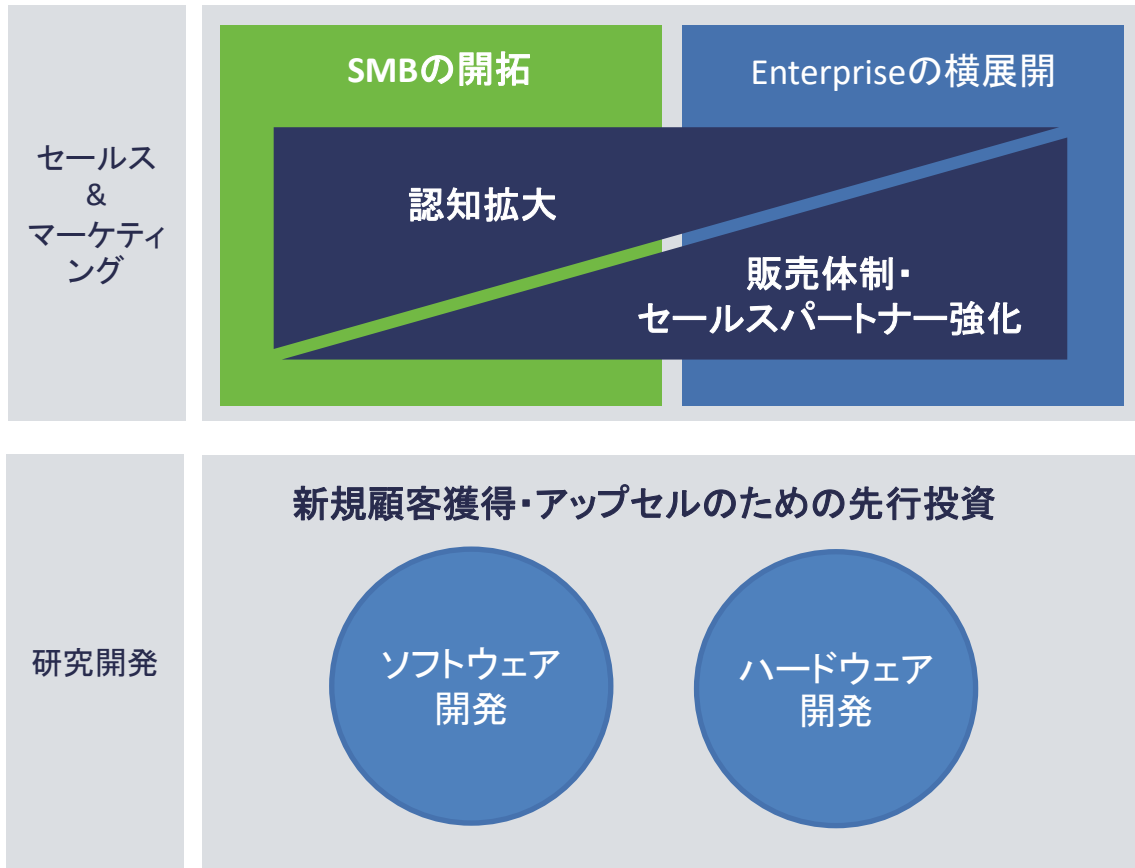 セールス
&
マーケティ
ング
SMBの開拓
Enterpriseの横展開
認知拡大
販売体制・
セールスパートナー強化
研究開発
新規顧客獲得・アップセルのための先行投資
ソフトウェア
開発
ハードウェア
開発